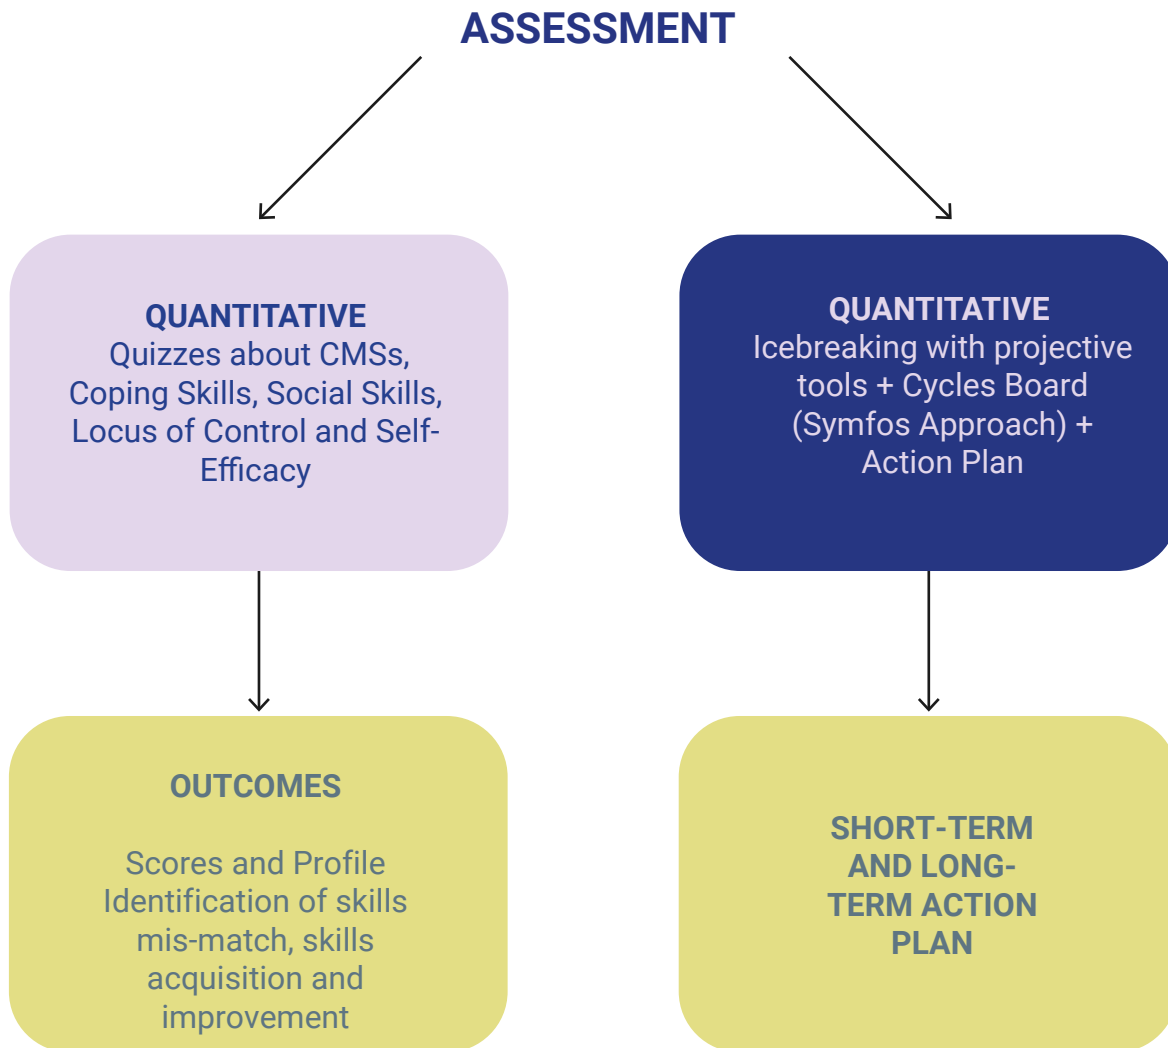 ASSESSMENT
QUANTITATIVE
Quizzes about CMSs,
Coping Skills, Social Skills,
Locus of Control and Self-
Efficacy
QUANTITATIVE
Icebreaking with projective
tools + Cycles Board
(Symfos Approach) +
Action Plan
OUTCOMES
Scores and Profile
Identification of skills
mis-match, skills
acquisition and
improvement
SHORT-TERM
AND LONG-
TERM ACTION
PLAN